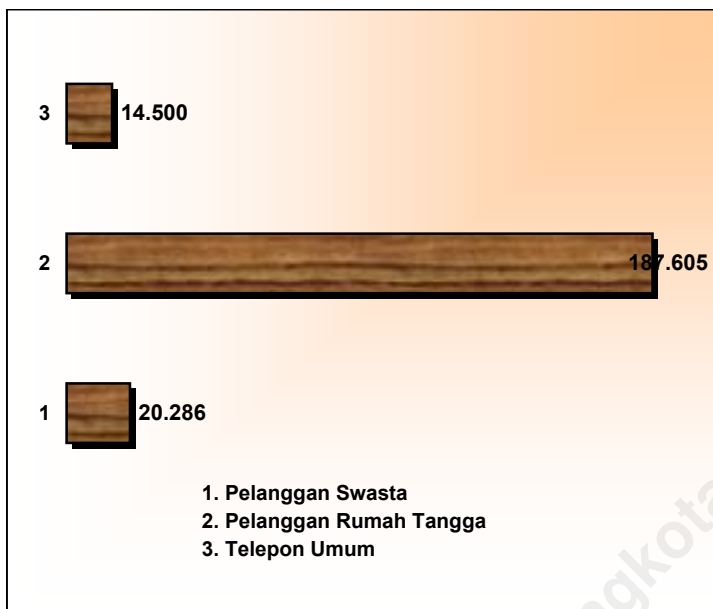 3 14.500
2 187.605
1 20.286
1. Pelanggan Swasta
2. Pelanggan Rumah Tangga
3. Telepon Umum